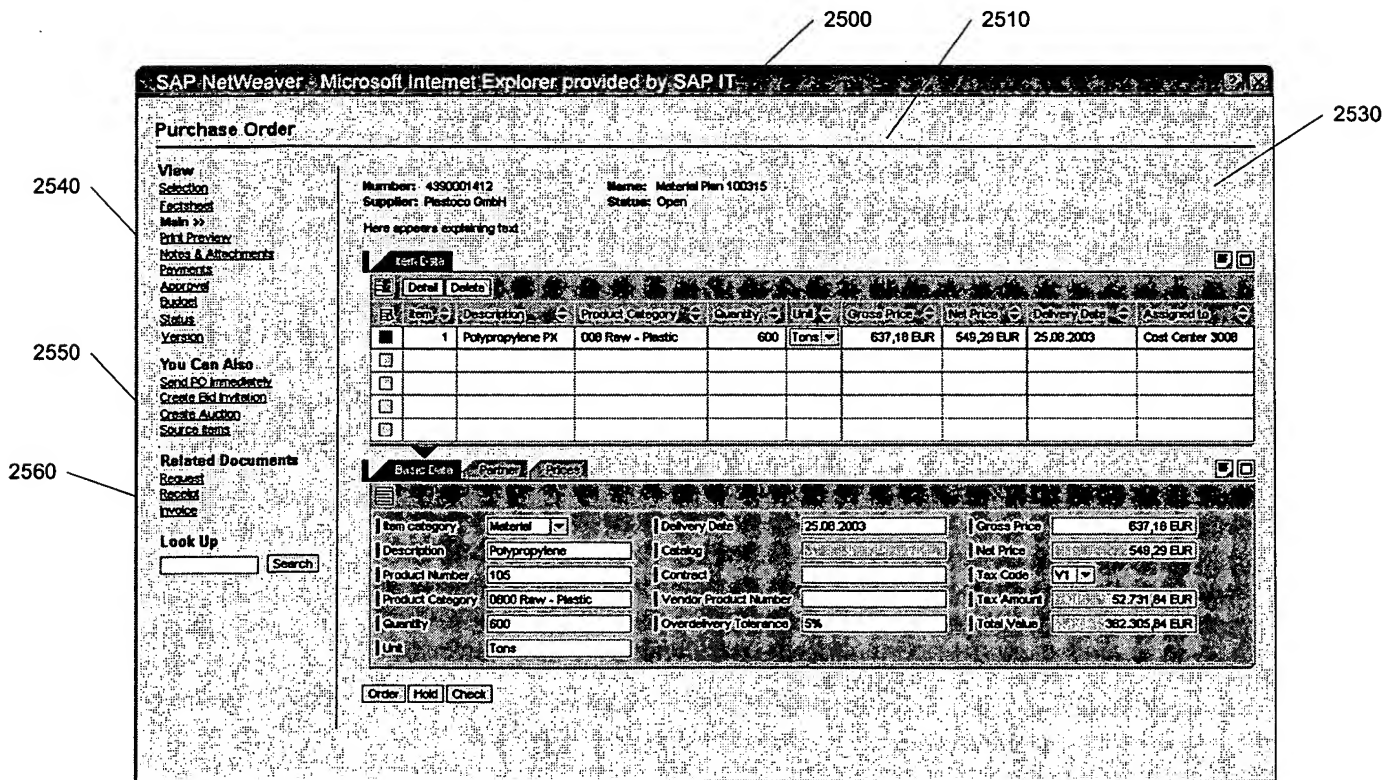 2500 2510
SAP NetWeaver - Microsoft Internet Explorer provided by SAP IT
2530
Purchase Order
2540
View
Selection
Factsheet
Main >>
Print Preview
Notes & Attachments
Payments
Approval
Budget
Status
Version
2550
You Can Also
Send PO Immediately
Create Bid Invitation
Create Auction
Source Items
2560
Related Documents
Request
Receipt
Invoice
Look Up
Search
Number: 4390001412 Name: Material Plan 100315
Supplier: Plastoco GmbH Status: Open
Here appears explaining text
Item Data
Detail Delete
Item Description Product Category Quantity Unit Gross Price Net Price Delivery Date Assigned to
1 Polypropylene PX 008 Raw - Plastic 600 Tons 637,18 EUR 549,29 EUR 25.08.2003 Cost Center 3008
Basic Data Partner Prices
Item category Material Delivery Date 25.08.2003 Gross Price 637,18 EUR
Description Polypropylene Catalog Net Price 549,29 EUR
Product Number 105 Contract Tax Code V1
Product Category 0800 Raw - Plastic Vendor Product Number Tax Amount 52.731,84 EUR
Quantity 600 Overdelivery Tolerance 5% Total Value 382.305,84 EUR
Unit Tons
Order Hold Check